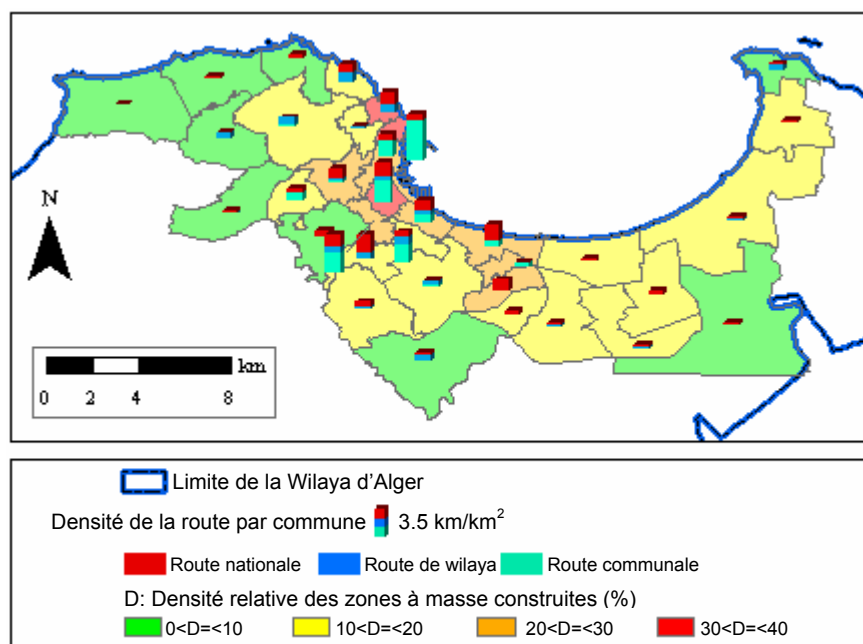 N
km
0 2 4 8
Limite de la Wilaya d'Alger
Densité de la route par commune 3.5 km/km²
Route nationale Route de wilaya Route communale
D: Densité relative des zones à masse construites (%)
0<D=<10 10<D=<20 20<D=<30 30<D=<40